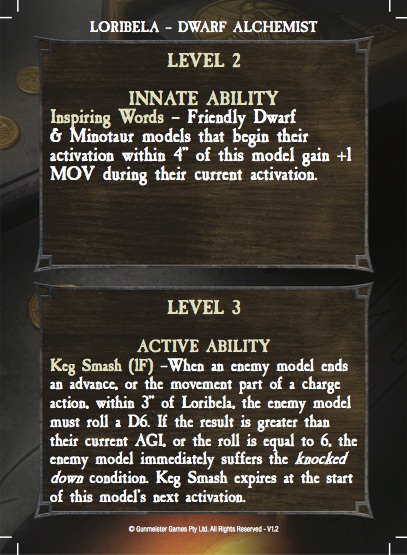 LORIBELA – DWARF ALCHEMIST
LEVEL 2
INNATE ABILITY
Inspiring Words – Friendly Dwarf
& Minotaur models that begin their
activation within 4" of this model gain +1
MOV during their current activation.
LEVEL 3
ACTIVE ABILITY
Keg Smash (1F) –When an enemy model ends
an advance, or the movement part of a charge
action, within 3" of Loribela, the enemy model
must roll a D6. If the result is greater than
their current AGI, or the roll is equal to 6, the
enemy model immediately suffers the knocked
down condition. Keg Smash expires at the start
of this model's next activation.
© Gunmeister Games Pty Ltd. All Rights Reserved - V1.2